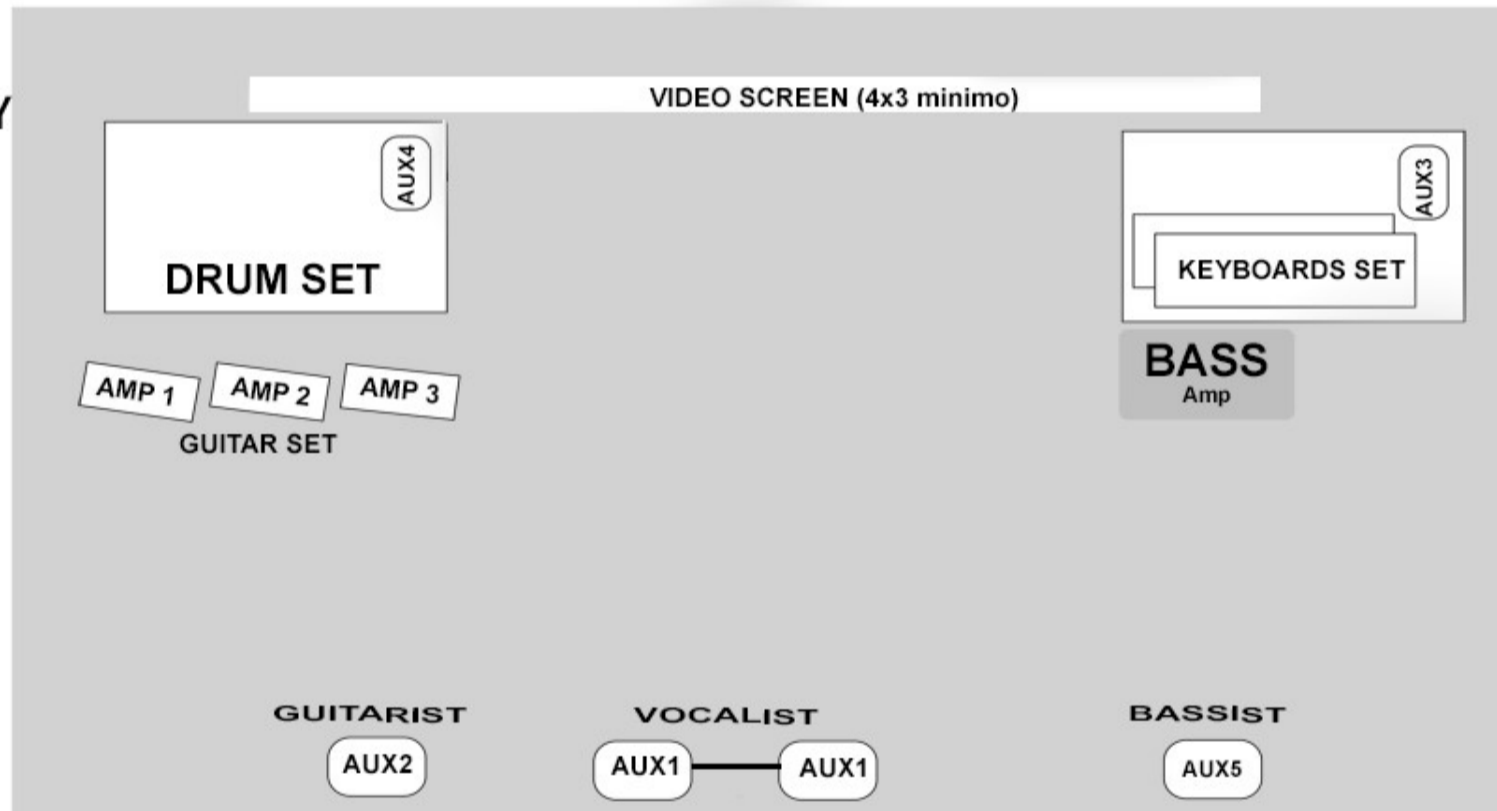 Y
VIDEO SCREEN (4x3 minimo)
AUX4
DRUM SET
AUX3
KEYBOARDS SET
BASS
Amp
AMP 1
AMP 2
AMP 3
GUITAR SET
GUITARIST
VOCALIST
BASSIST
AUX2
AUX1
AUX1
AUX5